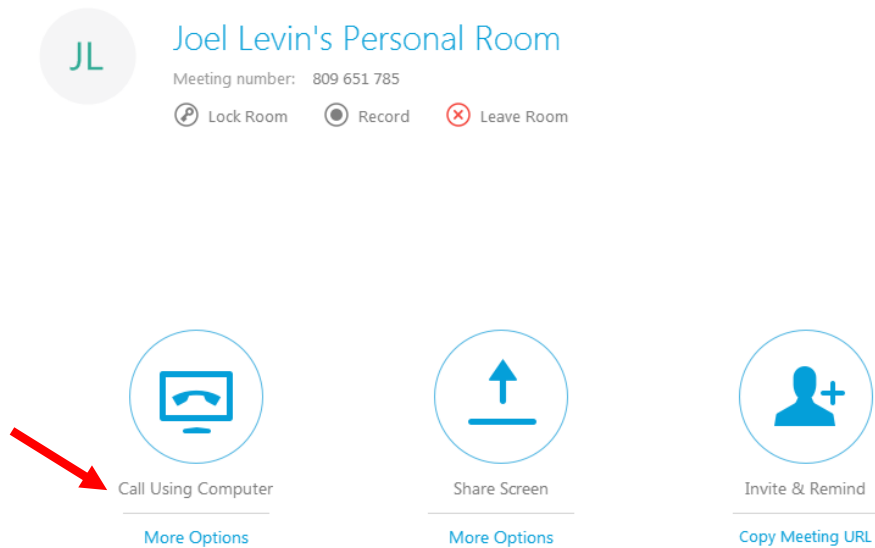 JL
Joel Levin's Personal Room
Meeting number: 809 651 785
Lock Room Record Leave Room
Call Using Computer Share Screen Invite & Remind
More Options More Options Copy Meeting URL